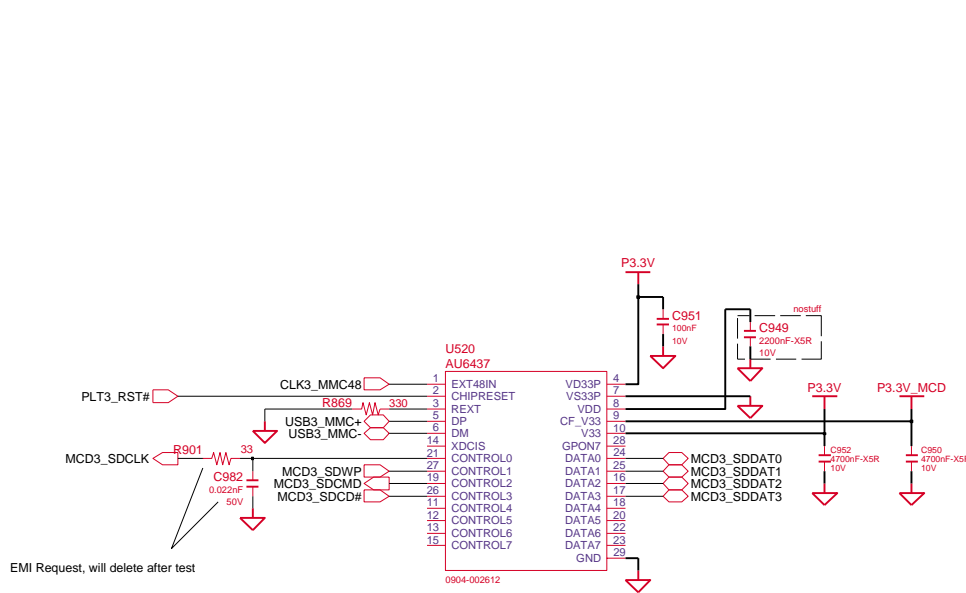 P3.3V
nostuff
C951
100nF
10V
C949
2200nF-X5R
10V
U520
AU6437
P3.3V
P3.3V_MCD
CLK3_MMC48
1
EXT48IN
VD33P
4
PLT3_RST#
2
CHIPRESET
VS33P
7
R869
330
3
REXT
VDD
8
USB3_MMC+
5
DP
CF_V33
9
USB3_MMC-
6
DM
V33
10
14
XDCIS
GPON7
28
MCD3_SDCLK
R901
33
21
CONTROL0
DATA0
24
MCD3_SDDAT0
MCD3_SDWP
27
CONTROL1
DATA1
25
MCD3_SDDAT1
MCD3_SDCMD
19
CONTROL2
DATA2
16
MCD3_SDDAT2
MCD3_SDCD#
26
CONTROL3
DATA3
17
MCD3_SDDAT3
11
CONTROL4
DATA4
18
12
CONTROL5
DATA5
20
13
CONTROL6
DATA6
22
15
CONTROL7
DATA7
23
GND
29
C982
0.022nF
50V
C952
4700nF-X5R
10V
C950
4700nF-X5R
10V
EMI Request, will delete after test
0904-002612